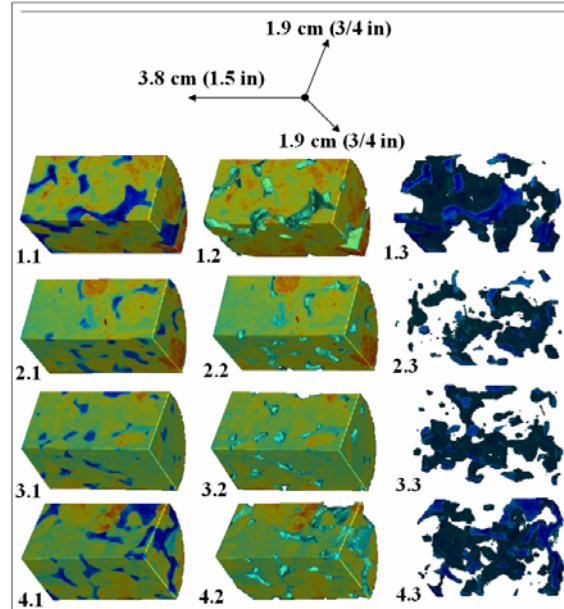 1.9 cm (3/4 in)
3.8 cm (1.5 in)
1.9 cm (3/4 in)
1.1 1.2 1.3
2.1 2.2 2.3
3.1 3.2 3.3
4.1 4.2 4.3